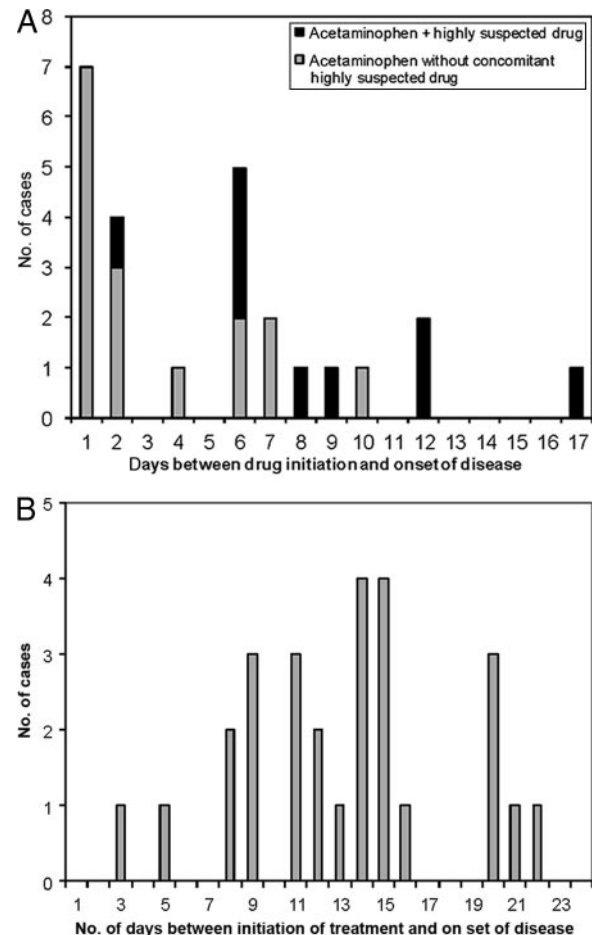 A
Acetaminophen + highly suspected drug
Acetaminophen without concomitant
highly suspected drug
No. of cases
8
7
6
5
4
3
2
1
0
1 2 3 4 5 6 7 8 9 10 11 12 13 14 15 16 17
Days between drug initiation and onset of disease
B
No. of cases
5
4
3
2
1
0
1 3 5 7 9 11 13 15 17 19 21 23
No. of days between initiation of treatment and on set of disease